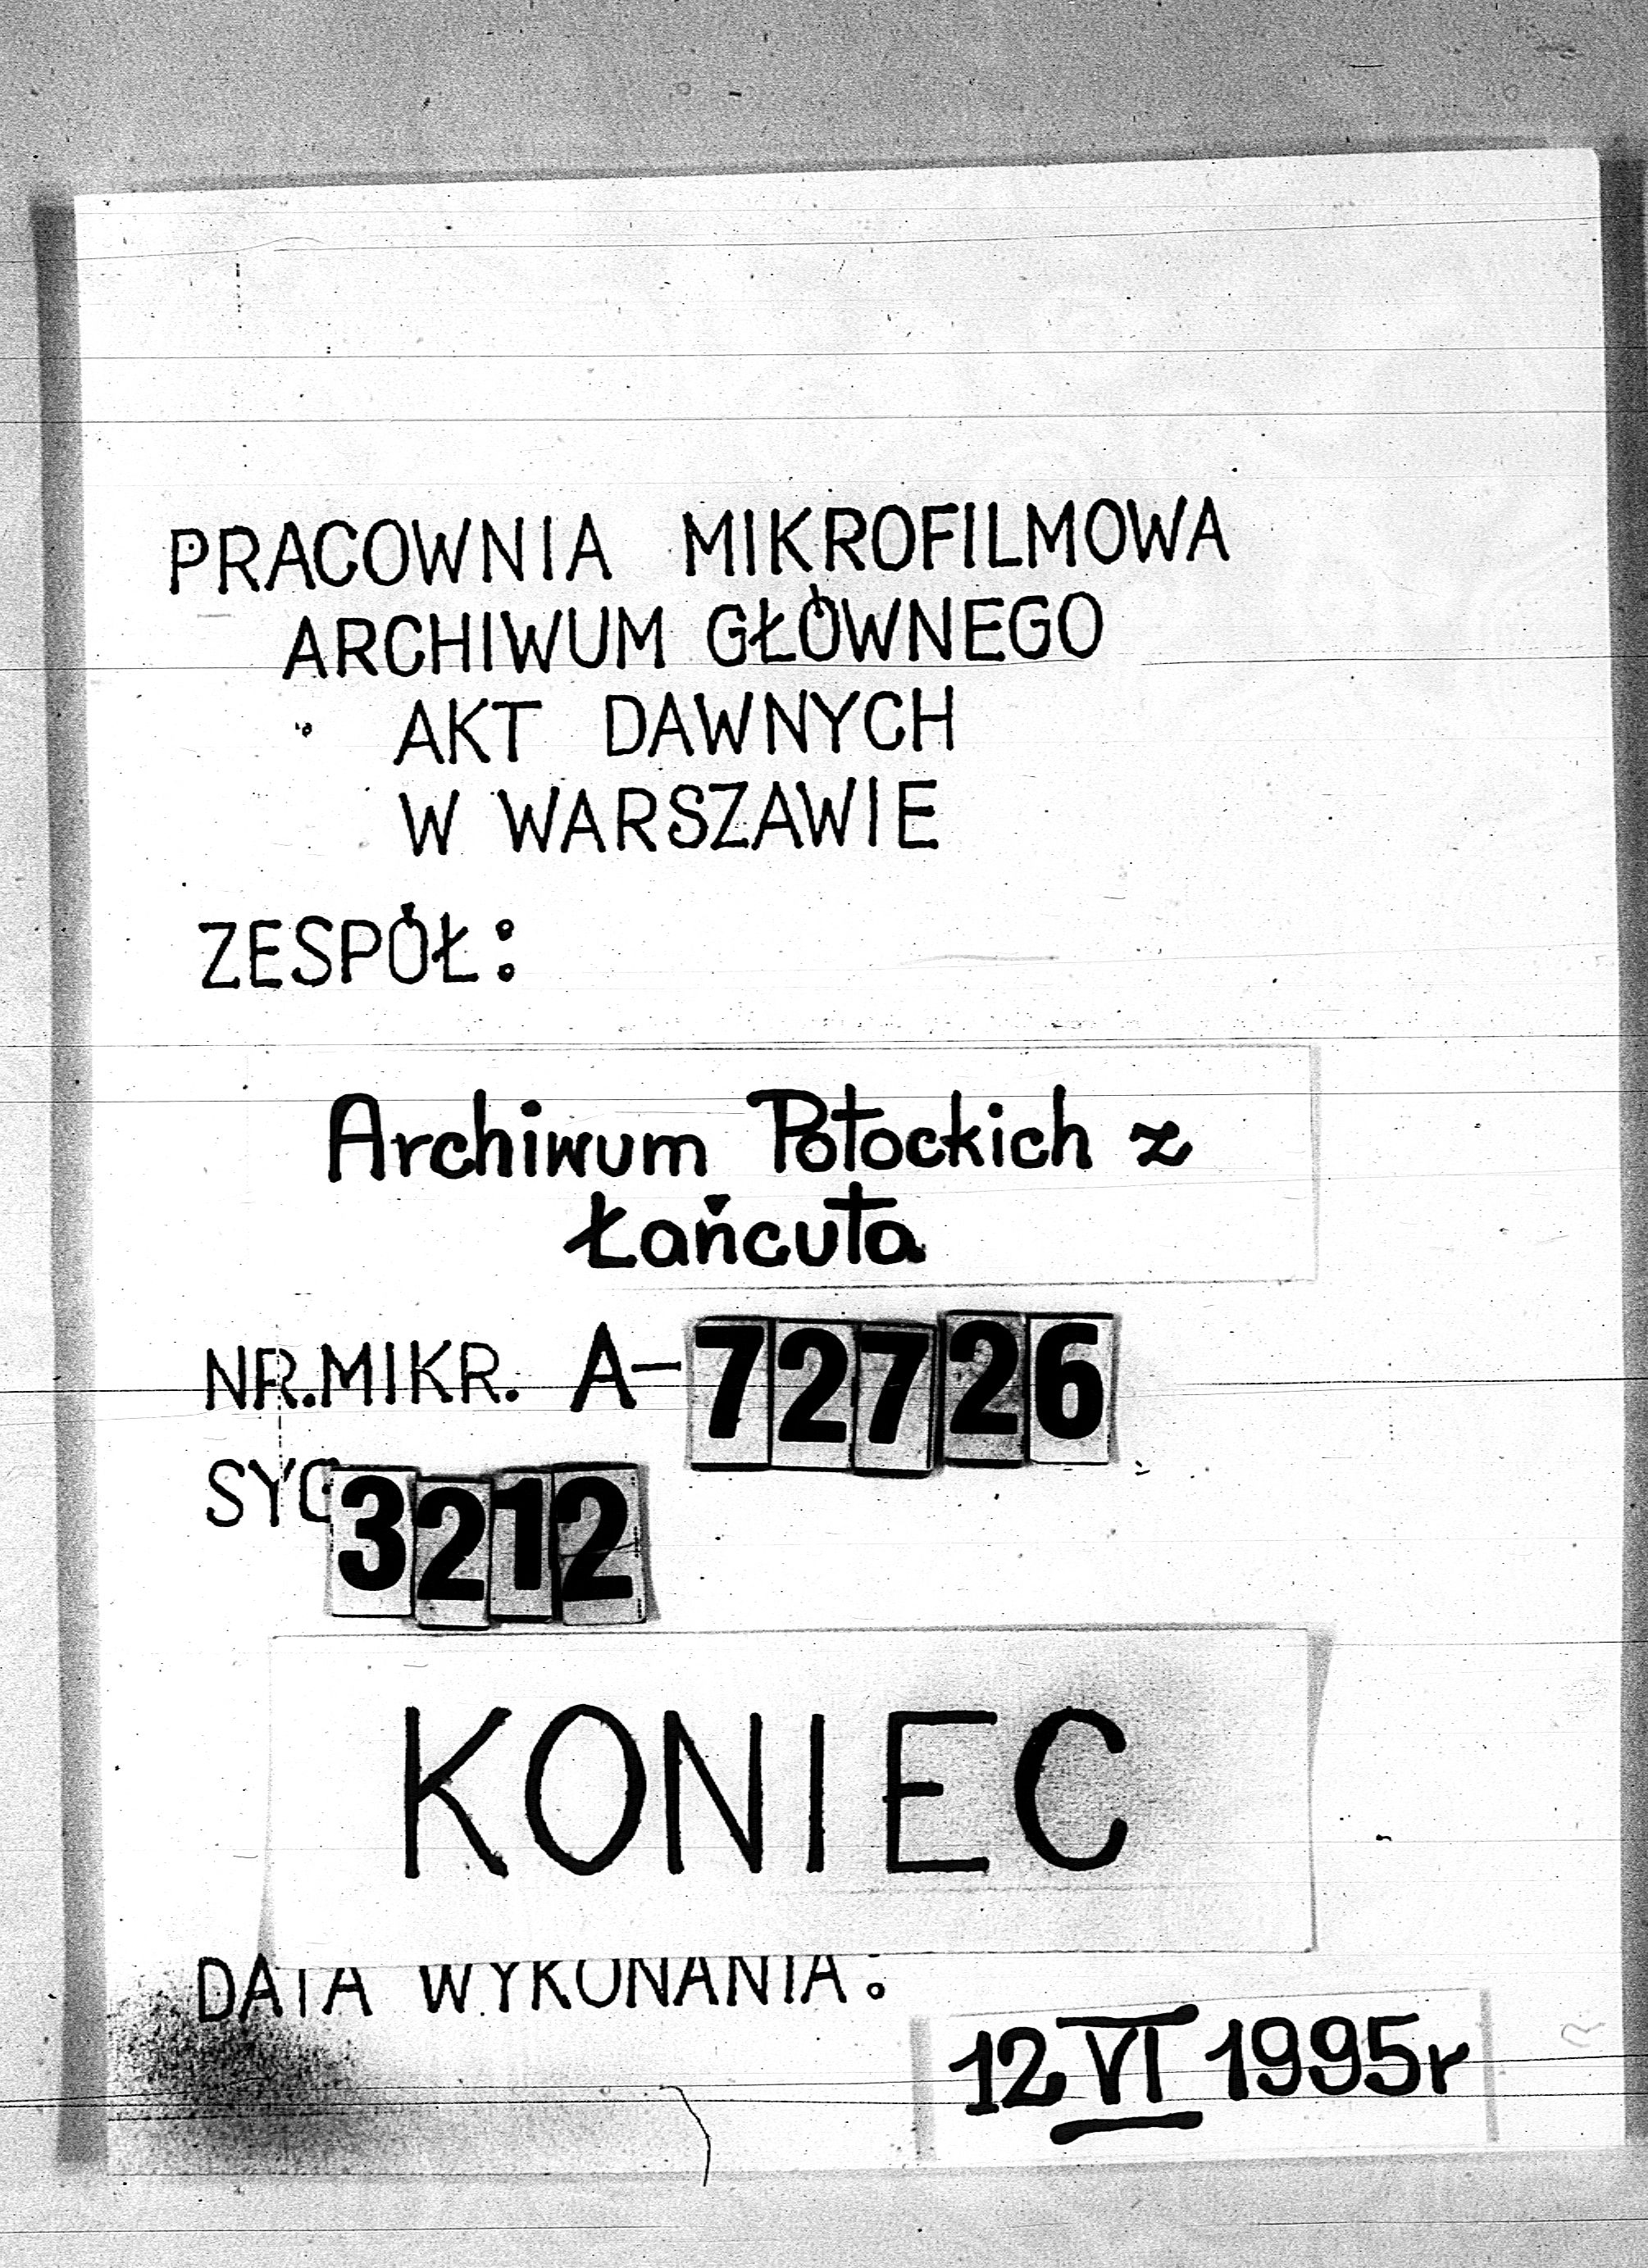 PRACOWNIA MIKROFILMOWA
ARCHIWUM GŁÓWNEGO
AKT DAWNYCH
W WARSZAWIE
ZESPÓŁ:
Archiwum Potockich z
Łańcuta
NR.MIKR. A-72726
SYG 3212
KONIEC
DATA WYKONANIA:
12 VI 1995r